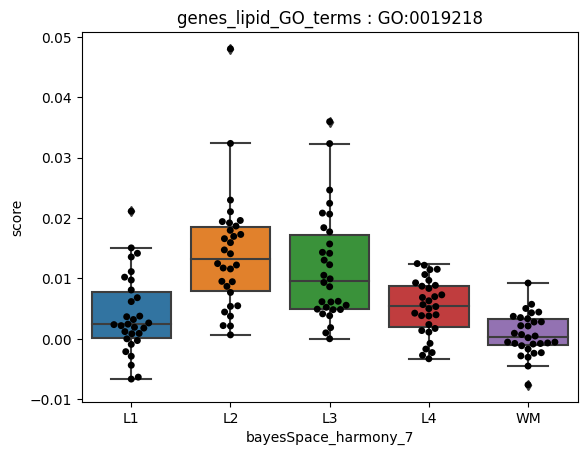 genes_lipid_GO_terms : GO:0019218
0.05
0.04
0.03
0.02
0.01
0.00
−0.01
score
L1 L2 L3 L4 WM
bayesSpace_harmony_7